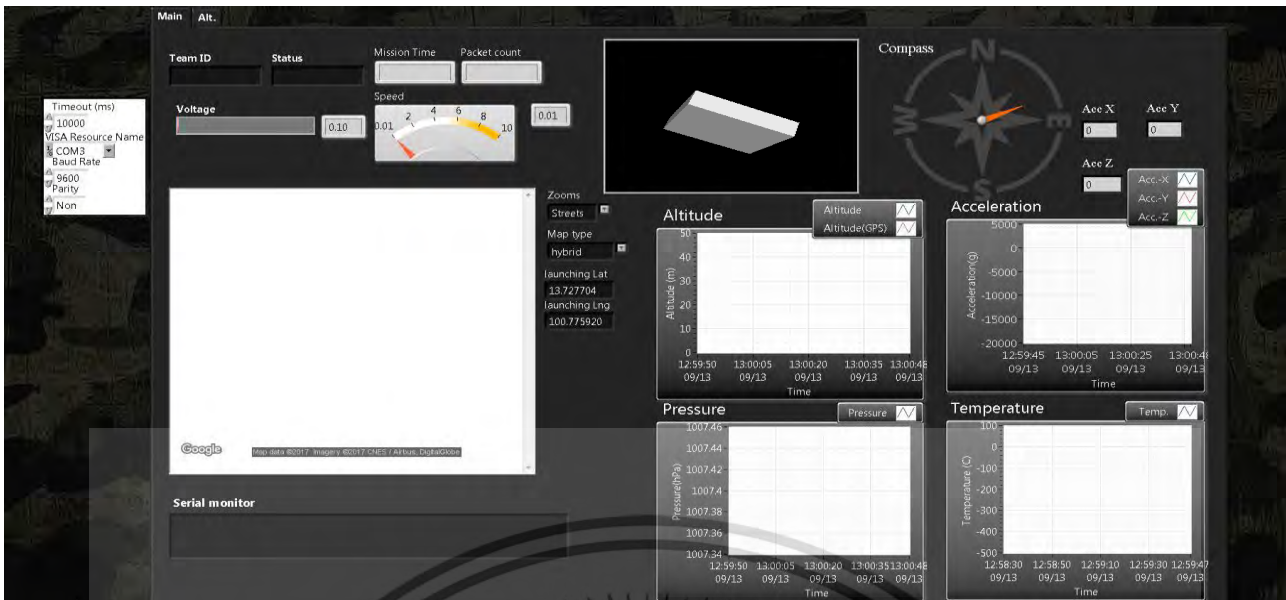 Main Alt.
Team ID
Status
Mission Time
Packet count
Voltage
0.10
Speed
0.01
2
4
6
8
10
0.01
Timeout (ms)
10000
VISA Resource Name
COM3
Baud Rate
9600
Parity
Non
Compass
N
E
S
W
Acc X
Acc Y
0
0
Acc Z
0
Zooms
Streets
Map type
hybrid
launching Lat
13.727704
launching Lng
100.775920
Google
Map data ©2017 Imagery ©2017 CNES / Airbus, DigitalGlobe
Serial monitor
Altitude
Altitude
Altitude(GPS)
Altitude (m)
50
40
30
20
10
0
12:59:50 13:00:05 13:00:20 13:00:35 13:00:48
09/13 09/13 09/13 09/13 09/13
Time
Acceleration
Acc.-X
Acc.-Y
Acc.-Z
Acceleration(g)
5000
0
-5000
-10000
-15000
-20000
12:59:45 13:00:05 13:00:25 13:00:48
09/13 09/13 09/13 09/13
Time
Pressure
Pressure
Pressure(hPa)
1007.46
1007.44
1007.42
1007.4
1007.38
1007.36
1007.34
12:59:50 13:00:05 13:00:20 13:00:35 13:00:48
09/13 09/13 09/13 09/13 09/13
Time
Temperature
Temp.
Temperature (C)
100
0
-100
-200
-300
-400
-500
12:58:30 12:58:50 12:59:10 12:59:30 12:59:47
09/13 09/13 09/13 09/13 09/13
Time